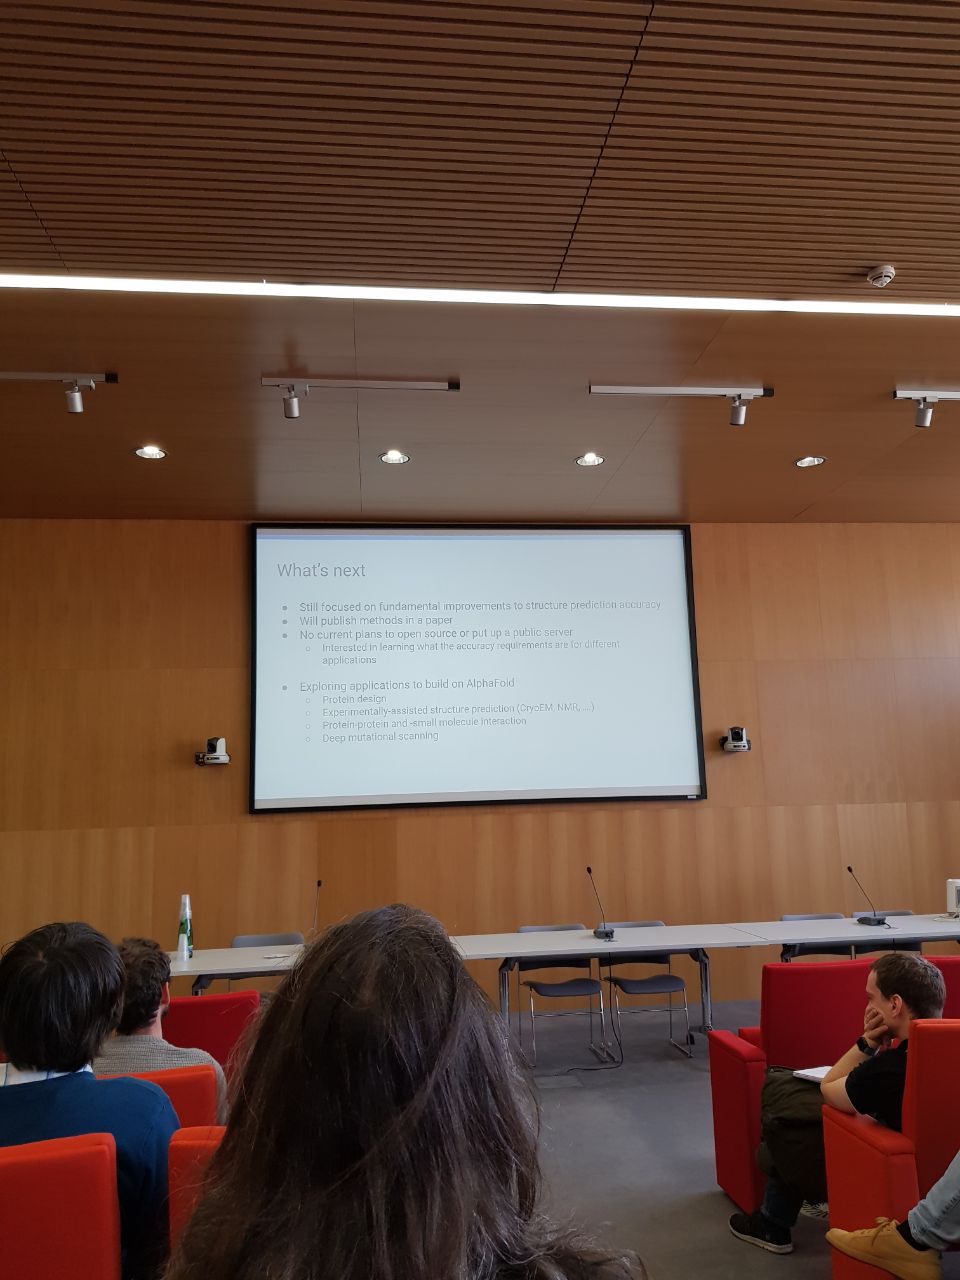 What's next
● Still focused on fundamental improvements to structure prediction accuracy
● Will publish methods in a paper
● No current plans to open source or put up a public server
○ Interested in learning what the accuracy requirements are for different
applications
● Exploring applications to build on AlphaFold
○ Protein design
○ Experimentally-assisted structure prediction (CryoEM, NMR, ...)
○ Protein-protein and -small molecule interaction
○ Deep mutational scanning